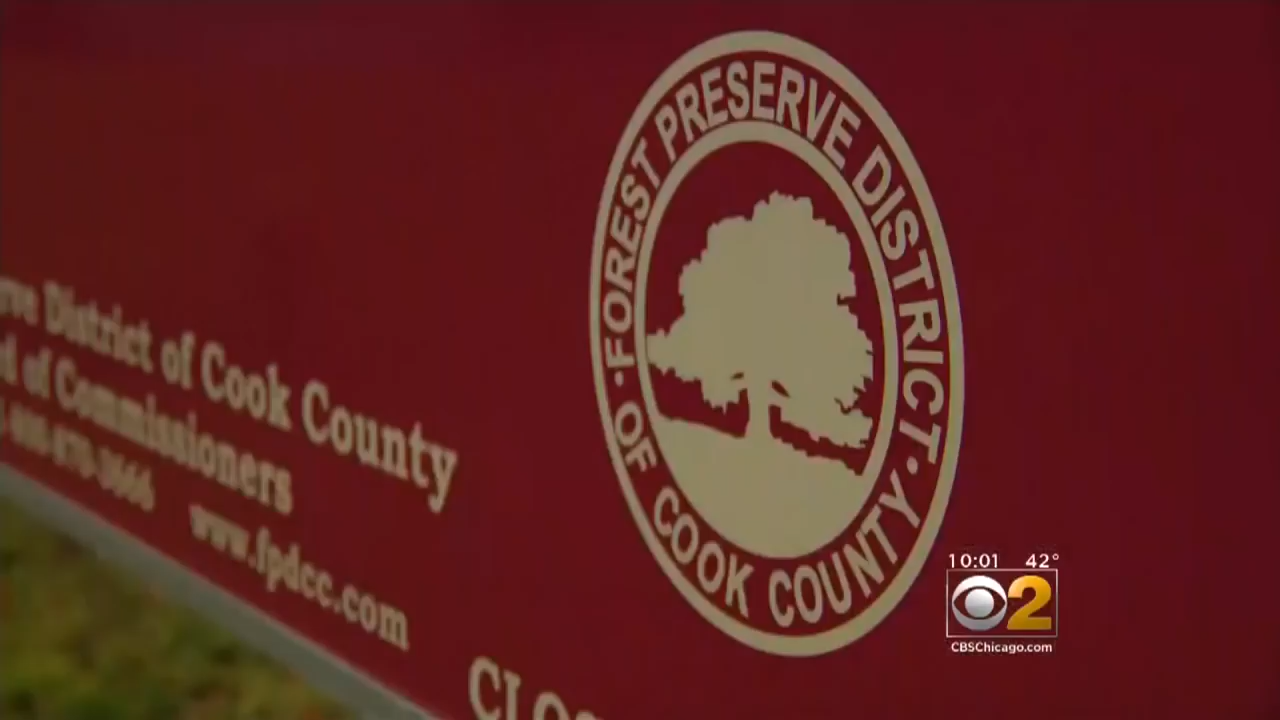 FOREST PRESERVE DISTRICT
· OF COOK COUNTY ·
District of Cook County
of Commissioners
www.fpdcc.com
10:01 42°
2
CBSChicago.com